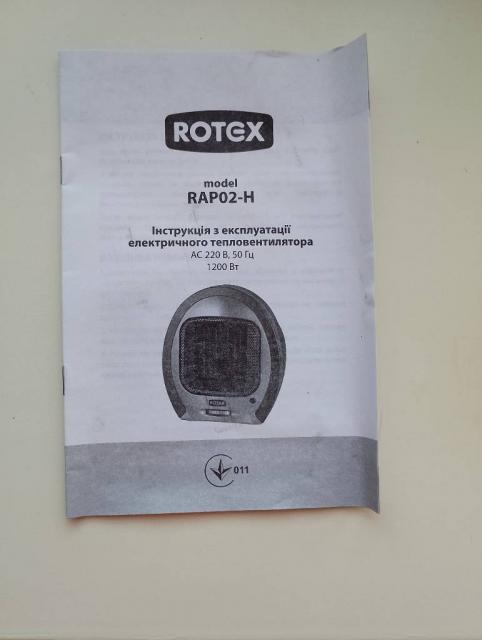 ROTEX
model
RAP02-H
Інструкція з експлуатації
електричного тепловентилятора
AC 220 В, 50 Гц
1200 Вт
ROTEX
011